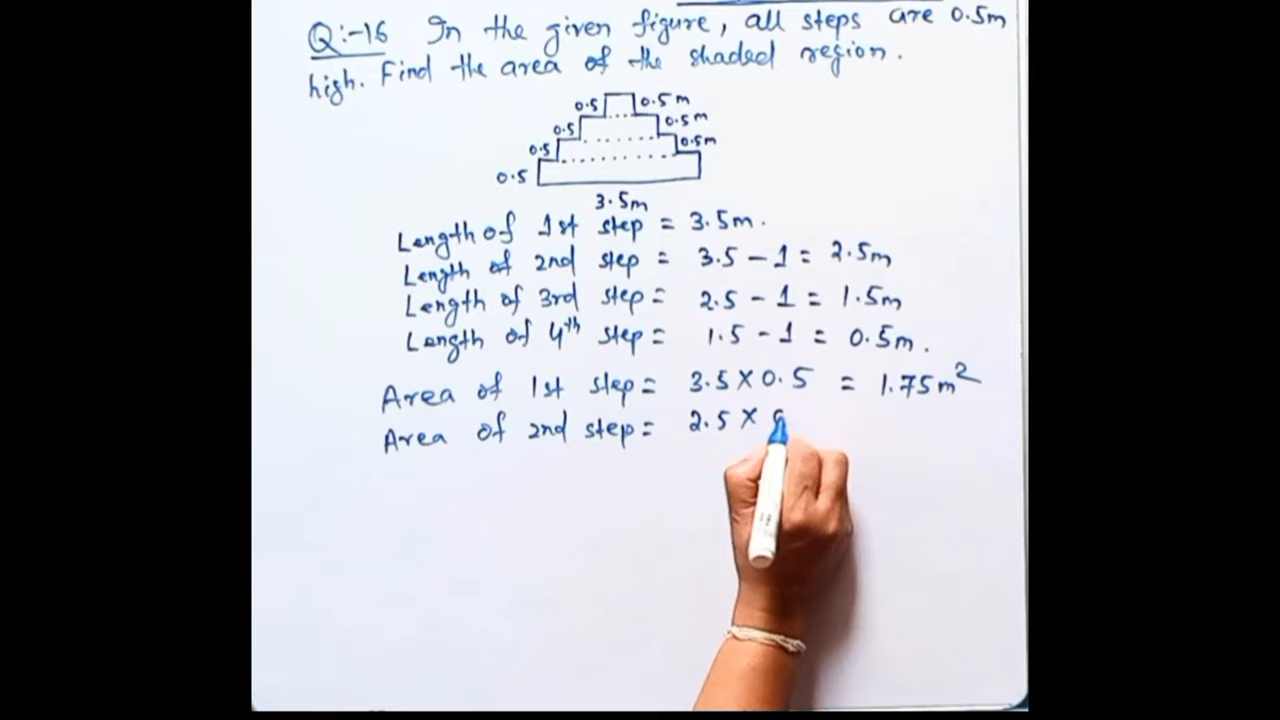 Q:-16 In the given figure, all steps are 0.5m
high. Find the area of the shaded region.
0.5 0.5m
0.5 0.5m
0.5 0.5m
0.5
3.5m
Length of 1st step = 3.5m.
Length of 2nd step = 3.5 - 1 = 2.5m
Length of 3rd step = 2.5 - 1 = 1.5m
Length of 4th step = 1.5 - 1 = 0.5m.
Area of 1st step = 3.5 × 0.5 = 1.75m²
Area of 2nd step = 2.5 ×